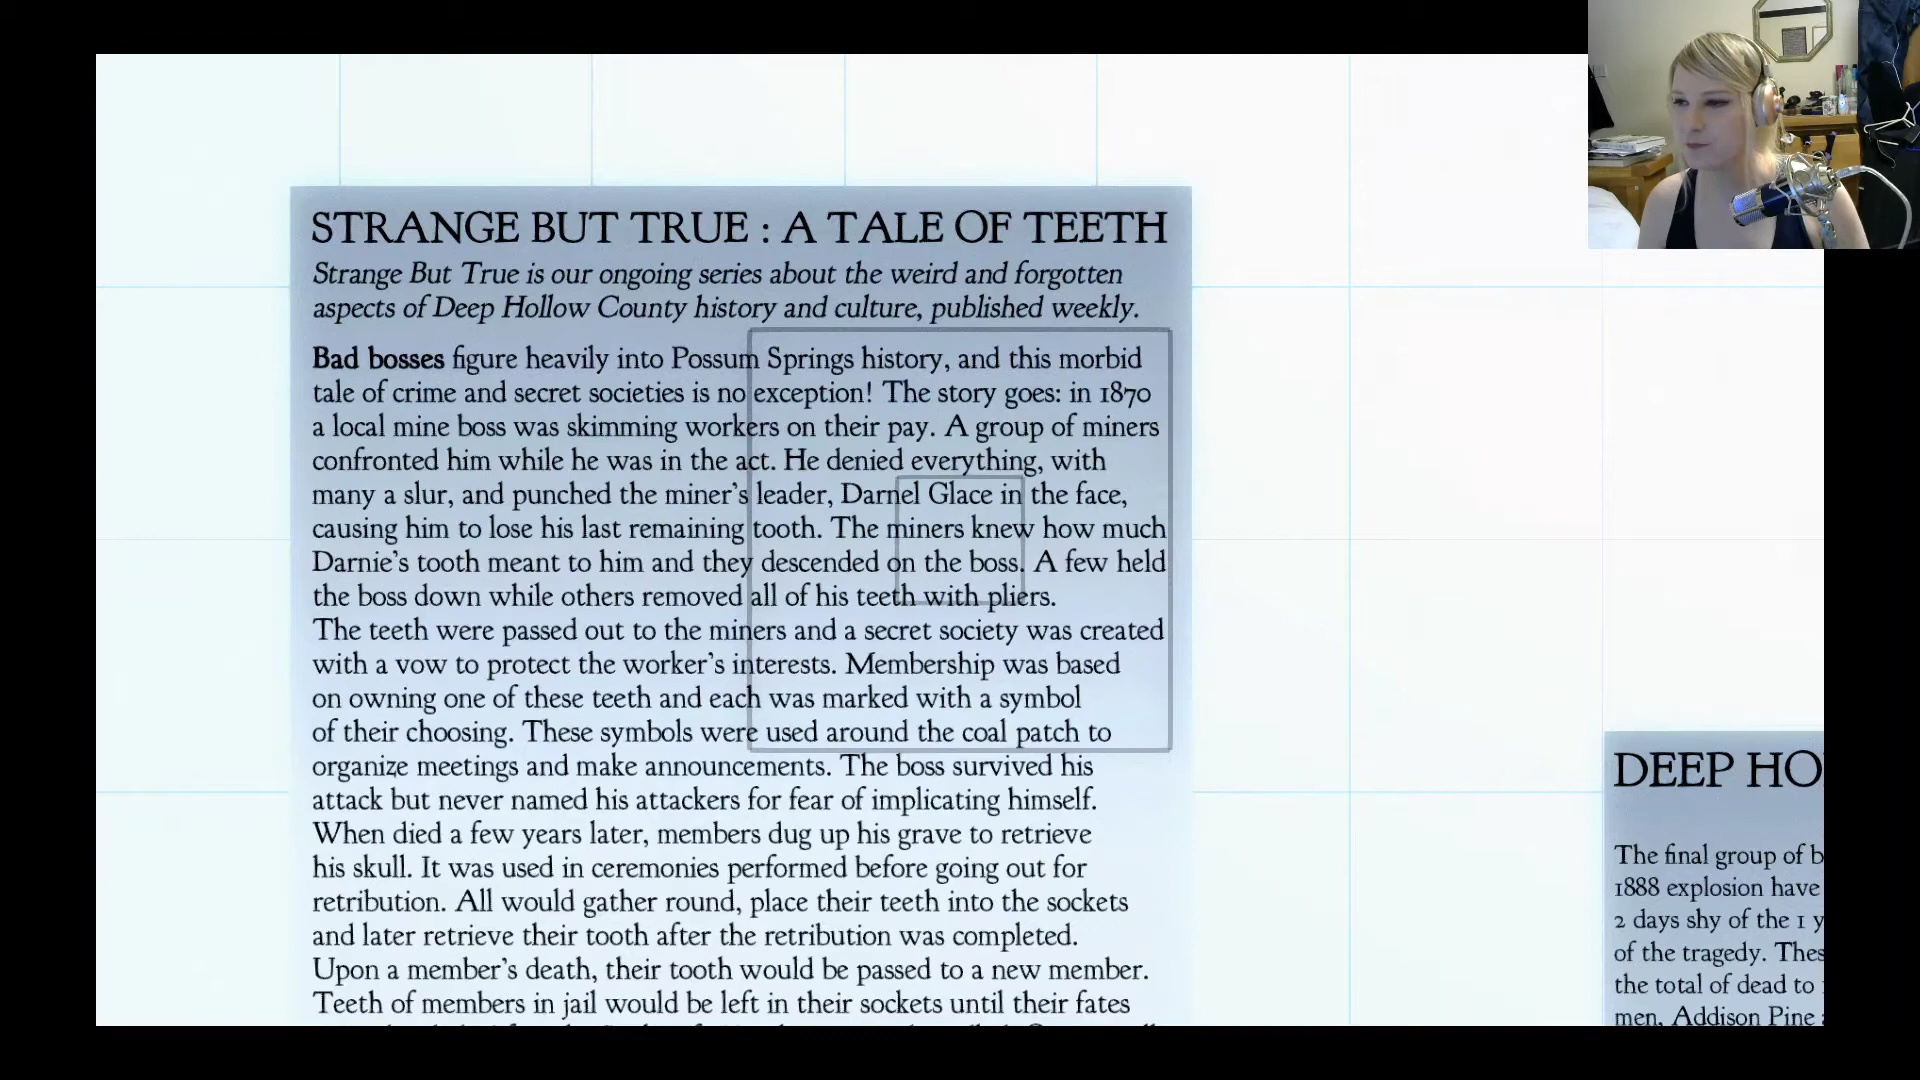 STRANGE BUT TRUE : A TALE OF TEETH
Strange But True is our ongoing series about the weird and forgotten
aspects of Deep Hollow County history and culture, published weekly.
Bad bosses figure heavily into Possum Springs history, and this morbid
tale of crime and secret societies is no exception! The story goes: in 1870
a local mine boss was skimming workers on their pay. A group of miners
confronted him while he was in the act. He denied everything, with
many a slur, and punched the miner's leader, Darnel Glace in the face,
causing him to lose his last remaining tooth. The miners knew how much
Darnie's tooth meant to him and they descended on the boss. A few held
the boss down while others removed all of his teeth with pliers.
The teeth were passed out to the miners and a secret society was created
with a vow to protect the worker's interests. Membership was based
on owning one of these teeth and each was marked with a symbol
of their choosing. These symbols were used around the coal patch to
organize meetings and make announcements. The boss survived his
attack but never named his attackers for fear of implicating himself.
When died a few years later, members dug up his grave to retrieve
his skull. It was used in ceremonies performed before going out for
retribution. All would gather round, place their teeth into the sockets
and later retrieve their tooth after the retribution was completed.
Upon a member's death, their tooth would be passed to a new member.
Teeth of members in jail would be left in their sockets until their fates
DEEP HO
The final group of b
1888 explosion have
2 days shy of the 1 y
of the tragedy. Thes
the total of dead to
men, Addison Pine